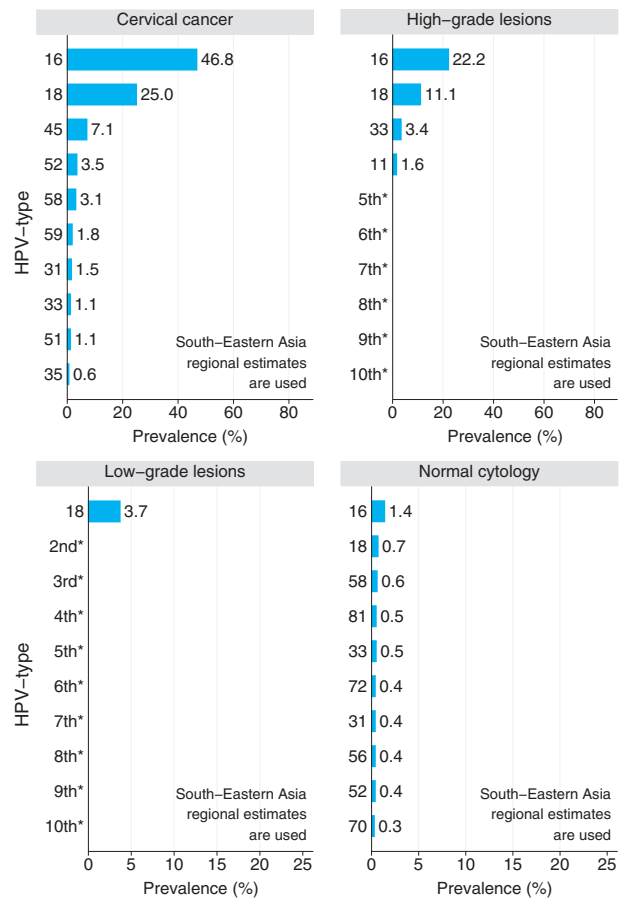 Cervical cancer
HPV−type
16 46.8
18 25.0
45 7.1
52 3.5
58 3.1
59 1.8
31 1.5
33 1.1
51 1.1
35 0.6
South−Eastern Asia
regional estimates
are used
0 20 40 60 80
Prevalence (%)
High−grade lesions
16 22.2
18 11.1
33 3.4
11 1.6
5th*
6th*
7th*
8th*
9th*
10th*
South−Eastern Asia
regional estimates
are used
0 20 40 60 80
Prevalence (%)
Low−grade lesions
HPV−type
18 3.7
2nd*
3rd*
4th*
5th*
6th*
7th*
8th*
9th*
10th*
South−Eastern Asia
regional estimates
are used
0 5 10 15 20 25
Prevalence (%)
Normal cytology
16 1.4
18 0.7
58 0.6
81 0.5
33 0.5
72 0.4
31 0.4
56 0.4
52 0.4
70 0.3
South−Eastern Asia
regional estimates
are used
0 5 10 15 20 25
Prevalence (%)